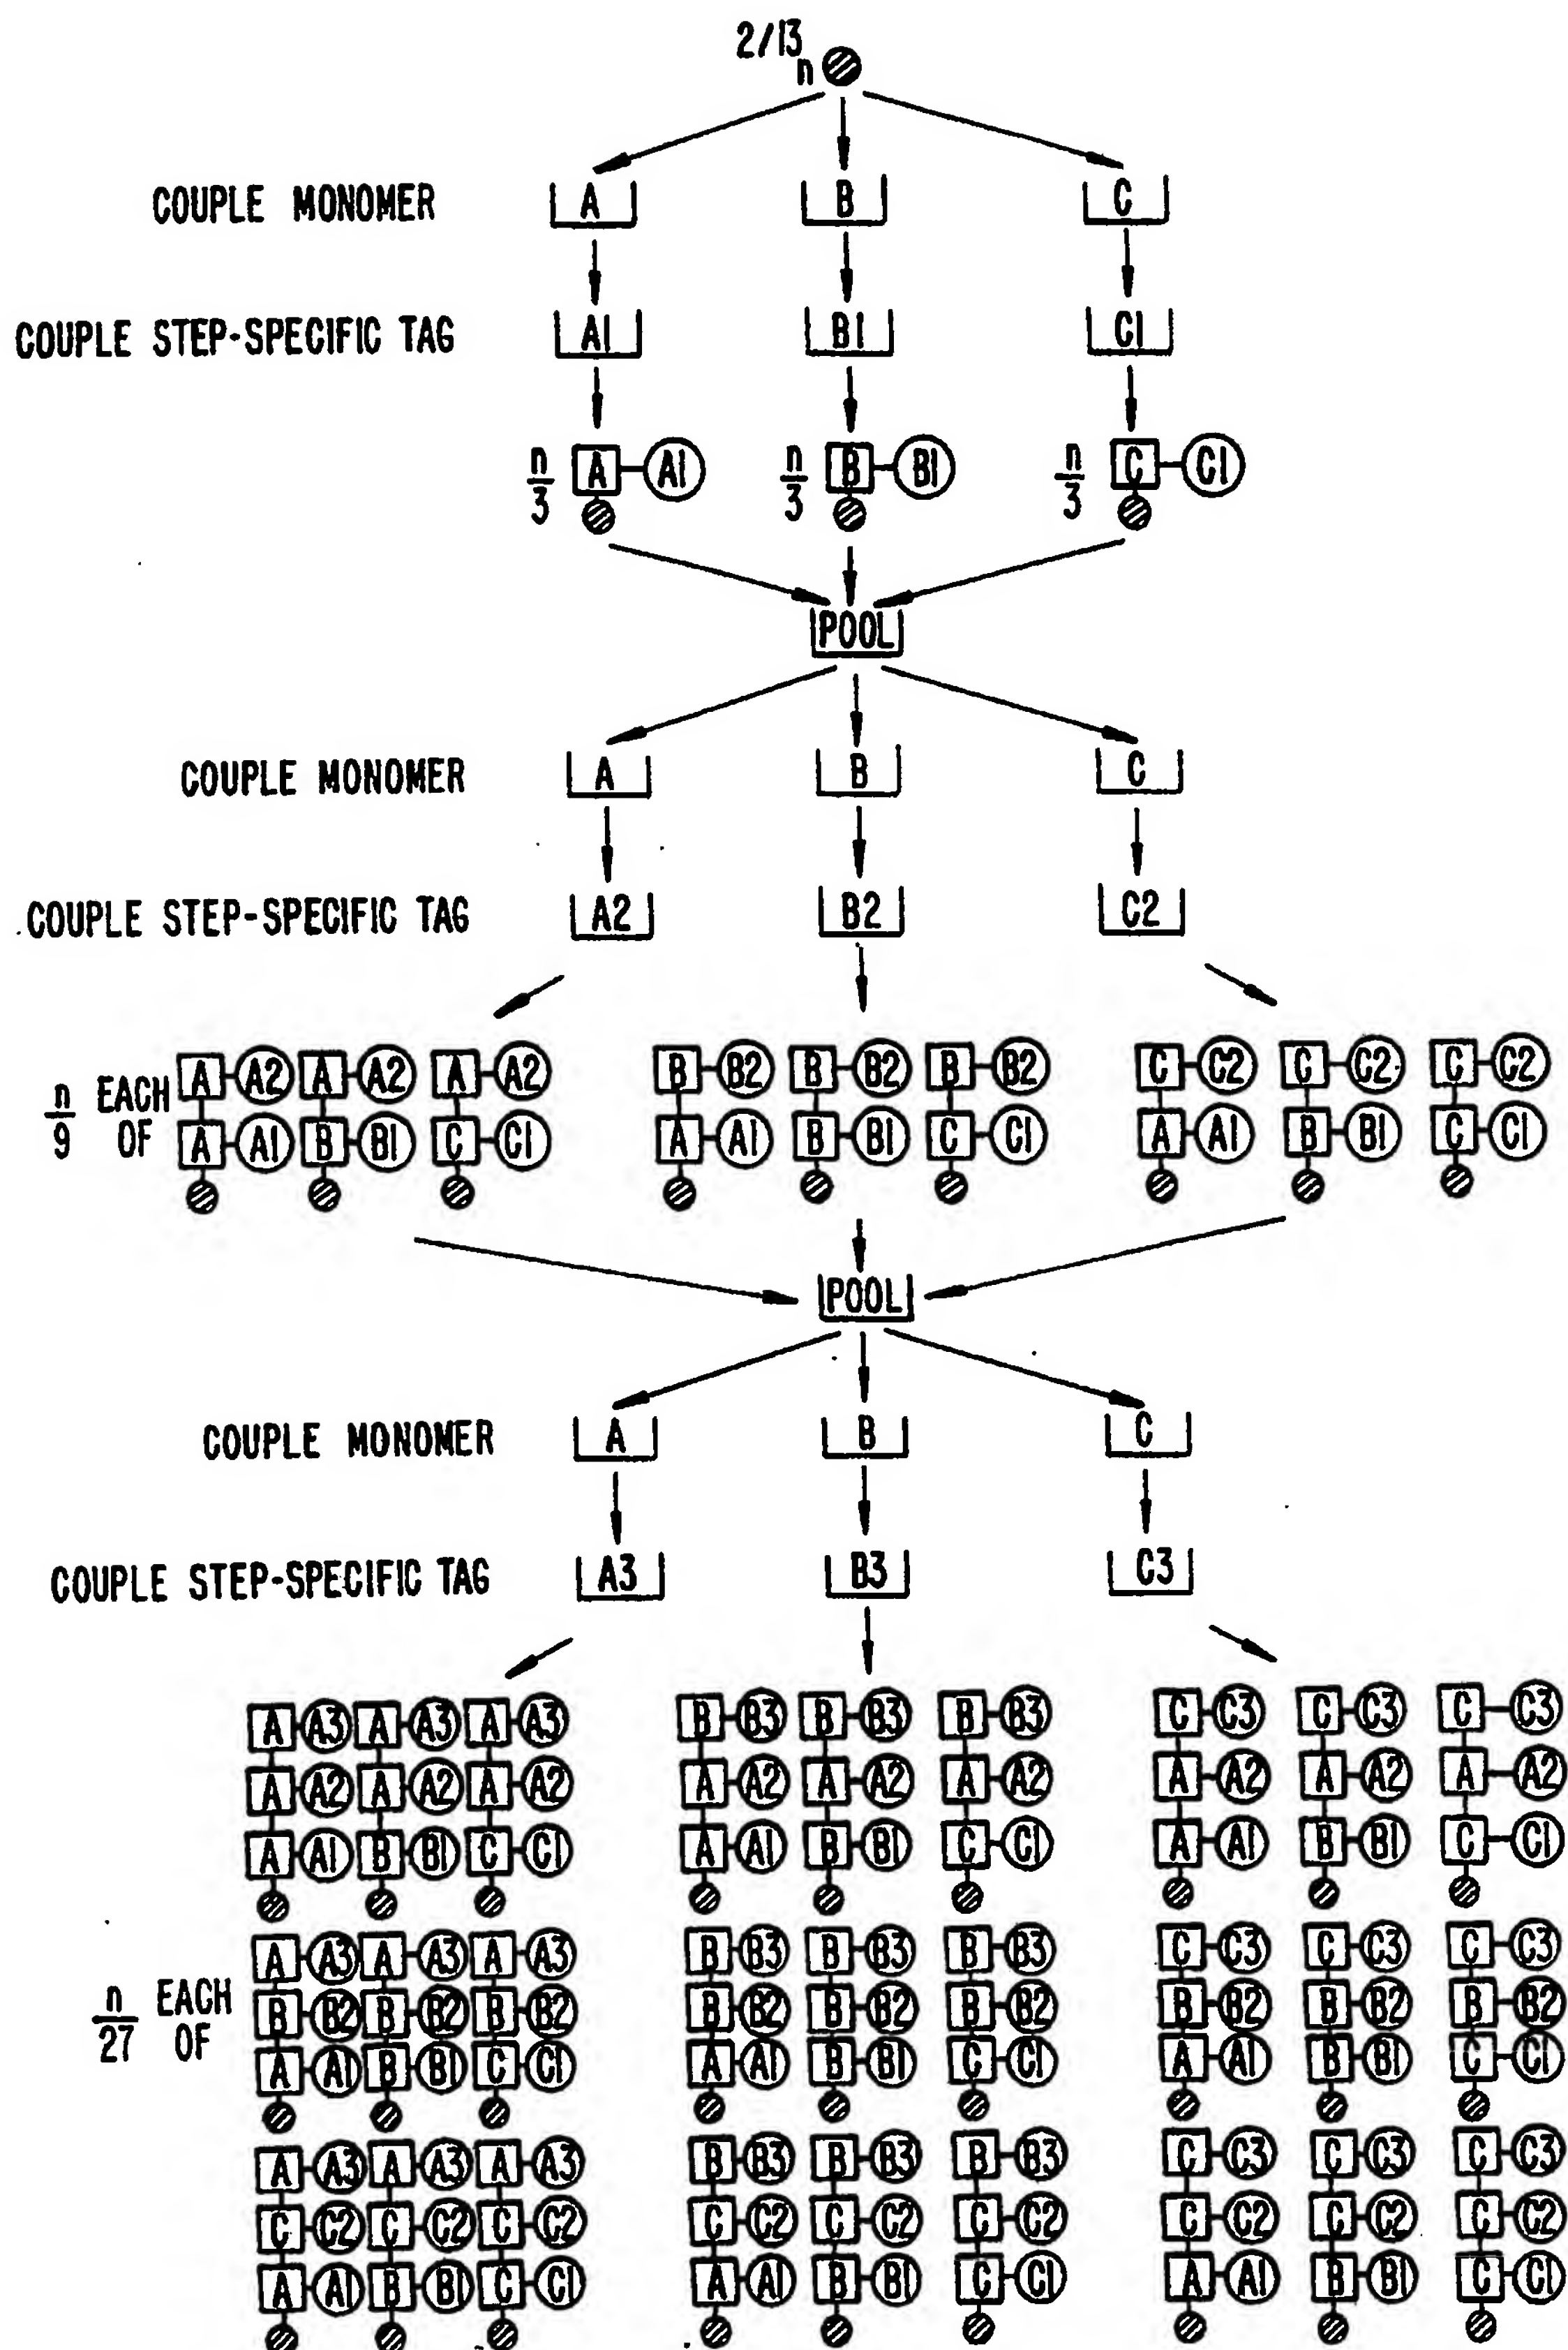 2/13
n
COUPLE MONOMER A B C
COUPLE STEP-SPECIFIC TAG A1 B1 C1
n/3 A A1 n/3 B B1 n/3 C C1
POOL
COUPLE MONOMER A B C
COUPLE STEP-SPECIFIC TAG A2 B2 C2
n/9 EACH OF
A A2 A A2 A A2 B B2 B B2 B B2 C C2 C C2 C C2
A A1 B B1 C C1 A A1 B B1 C C1 A A1 B B1 C C1
POOL
COUPLE MONOMER A B C
COUPLE STEP-SPECIFIC TAG A3 B3 C3
A A3 A A3 A A3 B B3 B B3 B B3 C C3 C C3 C C3
A A2 A A2 A A2 A A2 A A2 A A2 A A2 A A2 A A2
A A1 B B1 C C1 A A1 B B1 C C1 A A1 B B1 C C1
n/27 EACH OF
A A3 A A3 A A3 B B3 B B3 B B3 C C3 C C3 C C3
B B2 B B2 B B2 B B2 B B2 B B2 B B2 B B2 B B2
A A1 B B1 C C1 A A1 B B1 C C1 A A1 B B1 C C1
A A3 A A3 A A3 B B3 B B3 B B3 C C3 C C3 C C3
C C2 C C2 C C2 C C2 C C2 C C2 C C2 C C2 C C2
A A1 B B1 C C1 A A1 B B1 C C1 A A1 B B1 C C1